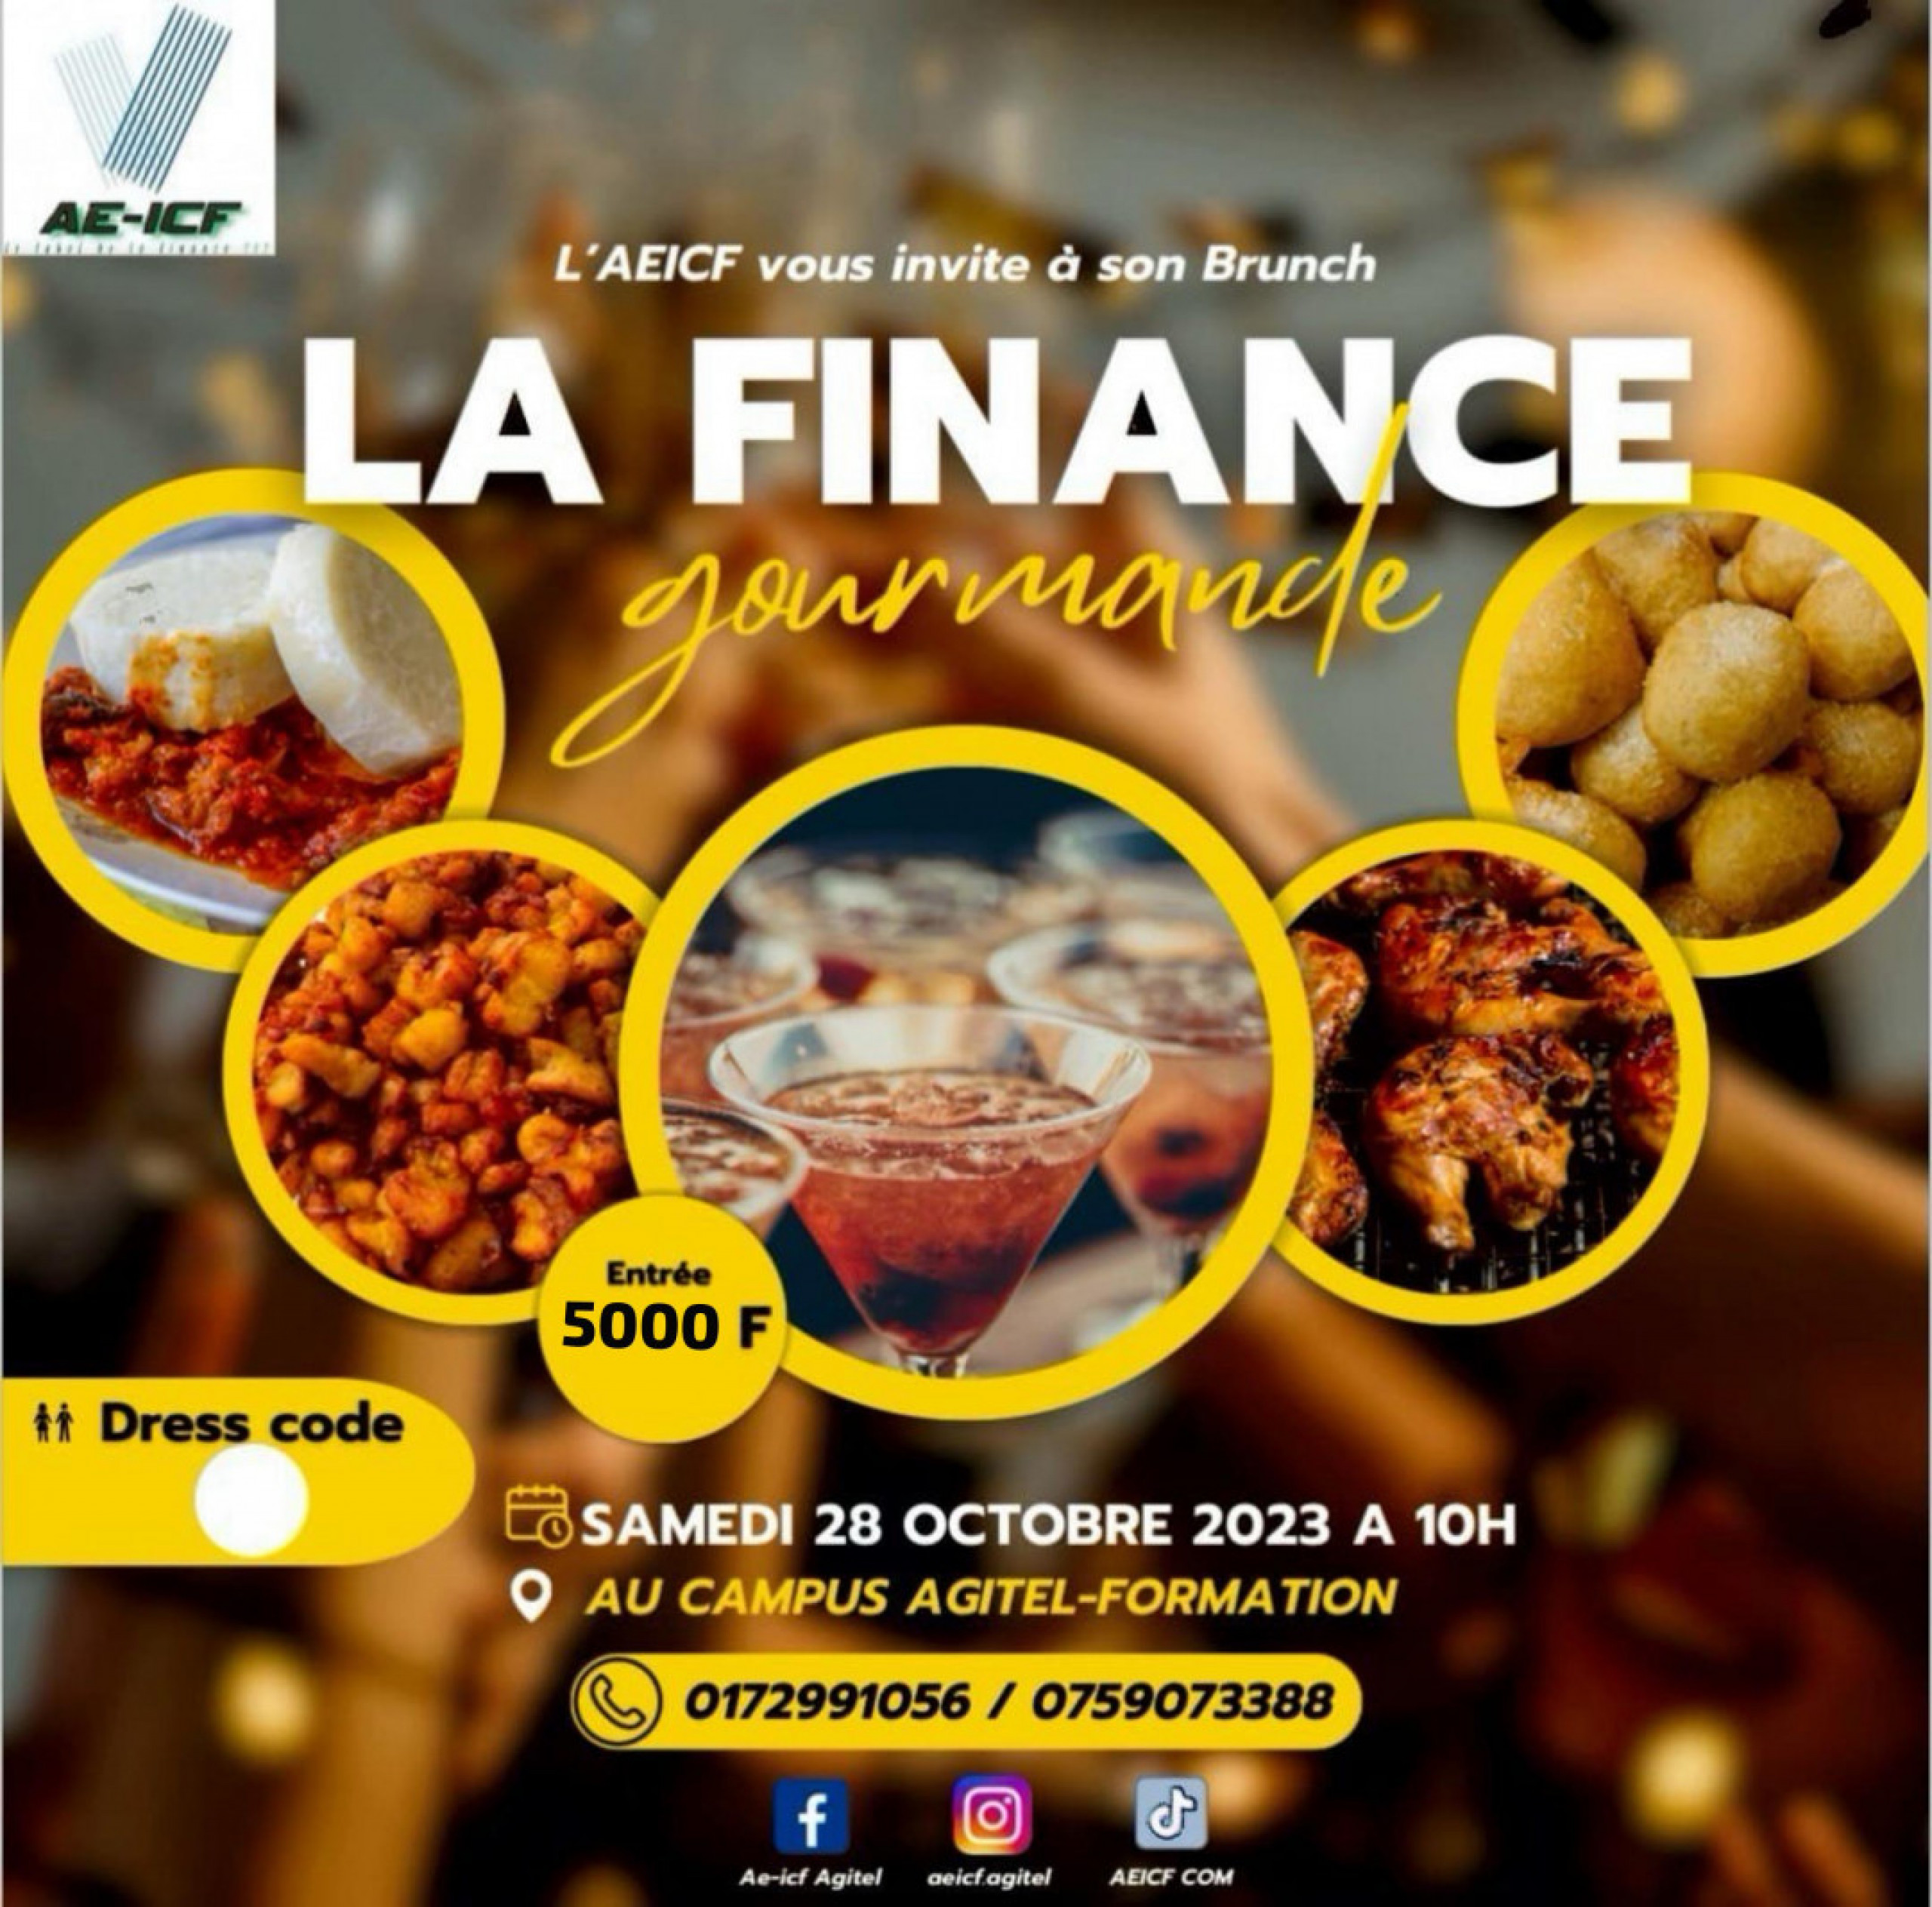 AE-ICF
L'AEICF vous invite à son Brunch
LA FINANCE
gourmande
Entrée
5000 F
Dress code
SAMEDI 28 OCTOBRE 2023 A 10H
AU CAMPUS AGITEL-FORMATION
0172991056 / 0759073388
Ae-icf Agitel
aeicf.agitel
AEICF COM